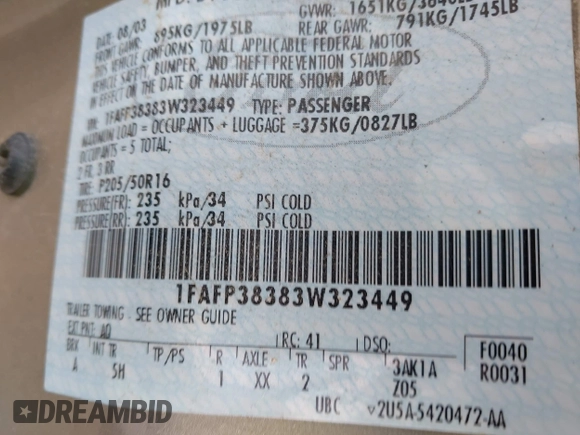 GVWR: 1651KG/3640LB
DATE: 08/03
FRONT GAWR: 895KG/1975LB REAR GAWR: 791KG/1745LB
THIS VEHICLE CONFORMS TO ALL APPLICABLE FEDERAL MOTOR
VEHICLE SAFETY, BUMPER, AND THEFT PREVENTION STANDARDS
IN EFFECT ON THE DATE OF MANUFACTURE SHOWN ABOVE.
VIN: 1FAFP38383W323449 TYPE: PASSENGER
MAXIMUM LOAD = OCCUPANTS + LUGGAGE =375KG/0827LB
OCCUPANTS = 5 TOTAL;
2 FR, 3 RR
TIRE: P205/50R16
PRESSURE(FR): 235 kPa/34 PSI COLD
PRESSURE(RR): 235 kPa/34 PSI COLD
1FAFP38383W323449
TRAILER TOWING - SEE OWNER GUIDE
EXT PNT: AQ RC: 41 DSO: F0040
BRK INT TR TP/PS R AXLE TR SPR 3AK1A R0031
A 5H 1 XX 2 Z05
UBC v2U5A-5420472-AA
DREAMBID